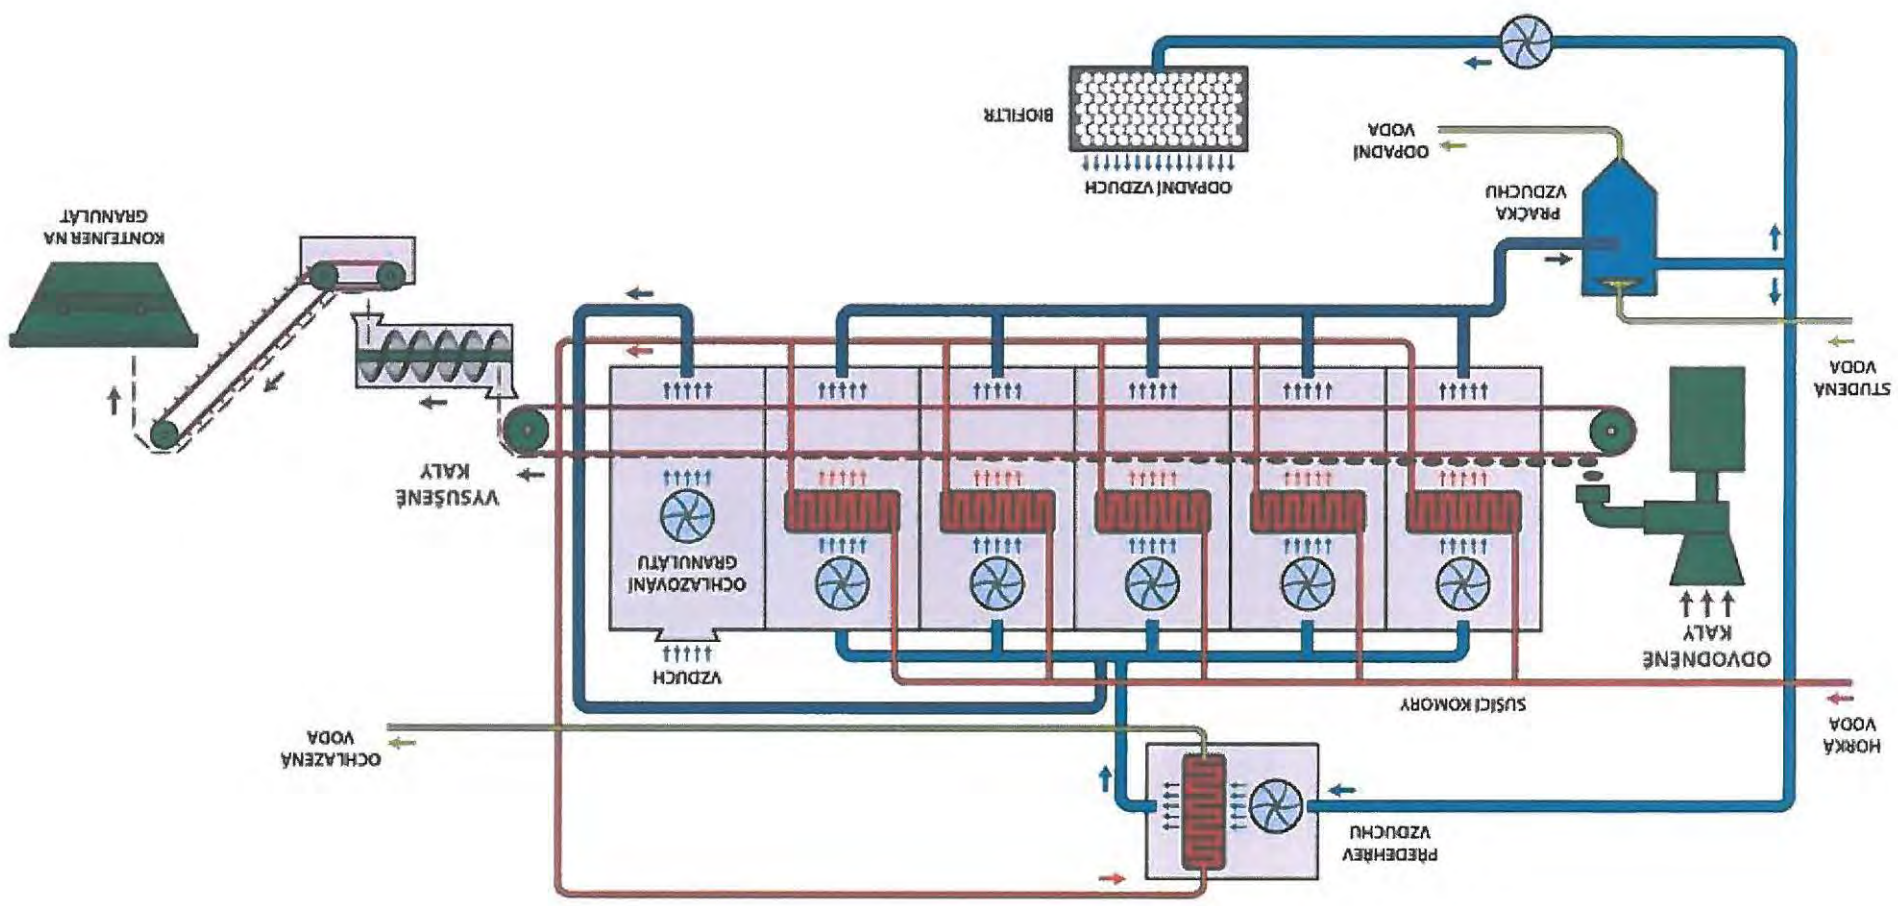 PŘEDEHŘEV
VZDUCHU
HORKÁ
VODA
OCHLAZENÁ
VODA
SUŠÍCÍ KOMORY
VZDUCH
ODVODNĚNÉ
KALY
OCHLAZOVÁNÍ
GRANULÁTU
VYSUŠENÉ
KALY
STUDENÁ
VODA
KONTEJNER NA
GRANULÁT
PRAČKA
VZDUCHU
ODPADNÍ VZDUCH
ODPADNÍ
VODA
BIOFILTR